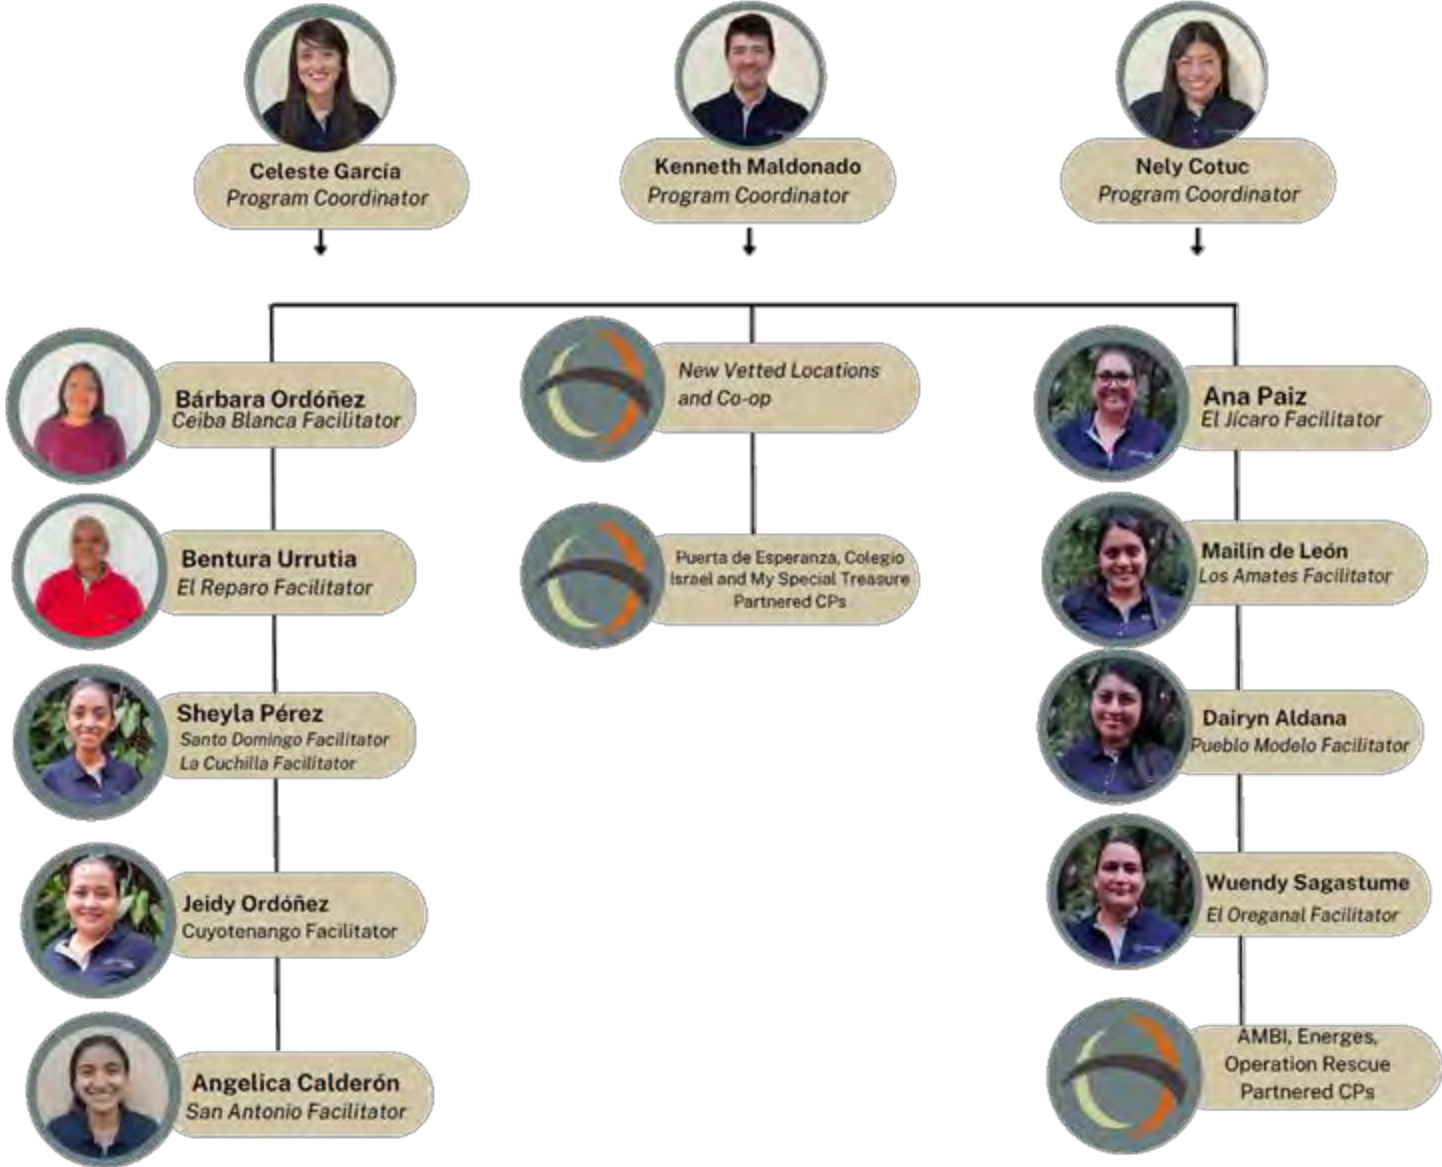 Celeste García
Program Coordinator
Kenneth Maldonado
Program Coordinator
Nely Cotuc
Program Coordinator
Bárbara Ordóñez
Ceiba Blanca Facilitator
Bentura Urrutia
El Reparo Facilitator
Sheyla Pérez
Santo Domingo Facilitator
La Cuchilla Facilitator
Jeidy Ordóñez
Cuyotenango Facilitator
Angelica Calderón
San Antonio Facilitator
New Vetted Locations
and Co-op
Puerta de Esperanza, Colegio
Israel and My Special Treasure
Partnered CPs
Ana Paiz
El Jícaro Facilitator
Mailin de León
Los Amates Facilitator
Dairyn Aldana
Pueblo Modelo Facilitator
Wuendy Sagastume
El Oreganal Facilitator
AMBI, Energes,
Operation Rescue
Partnered CPs